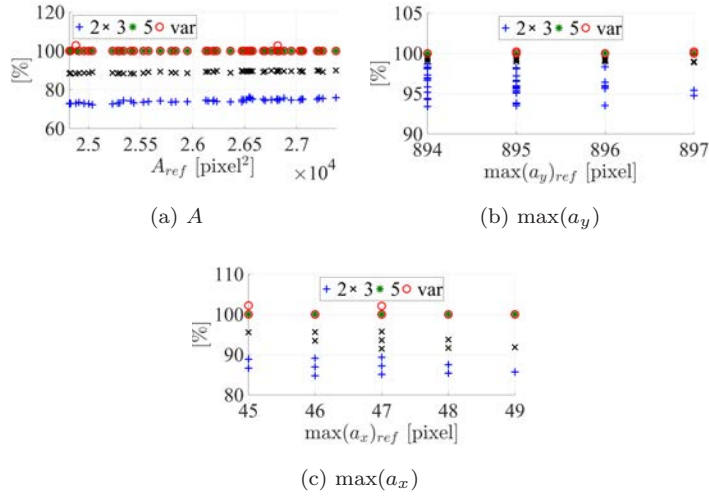 120
100
80
60
[%]
+ 2 × 3 * 5 ○ var
2.5 2.55 2.6 2.65 2.7
A_ref [pixel²]
×10⁴
(a) A
105
100
95
90
[%]
+ 2 × 3 * 5 ○ var
894 895 896 897
max(a_y)_ref [pixel]
(b) max(a_y)
110
100
90
80
[%]
+ 2 × 3 * 5 ○ var
45 46 47 48 49
max(a_x)_ref [pixel]
(c) max(a_x)